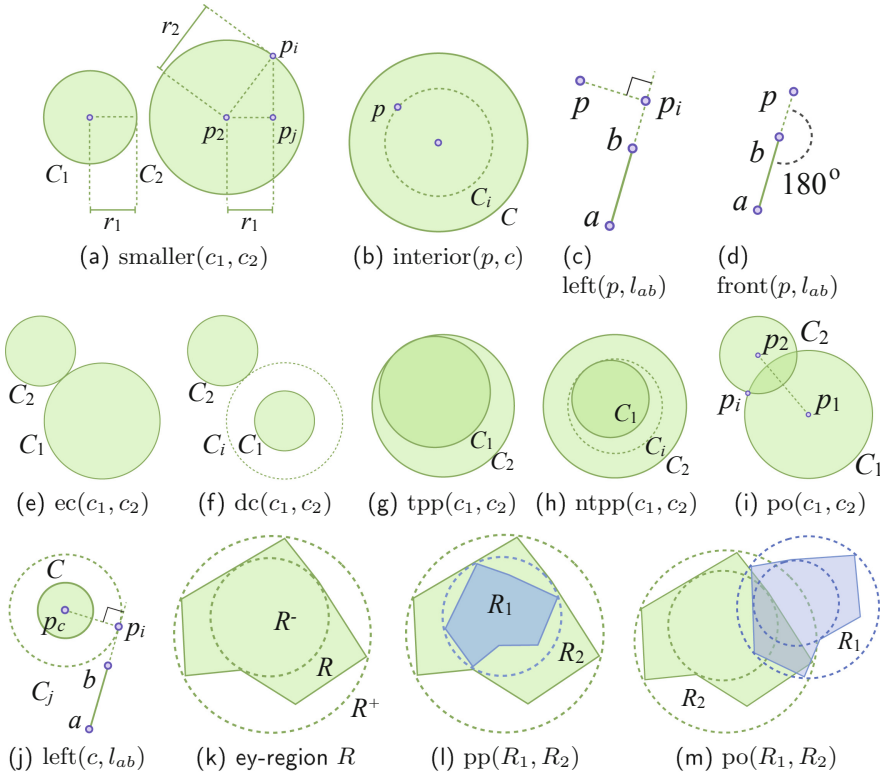 r₂
pᵢ
p₂
pⱼ
C₁
C₂
r₁
r₁
(a) smaller(c₁, c₂)
p
Cᵢ
C
(b) interior(p, c)
p
pᵢ
b
a
(c)
left(p, lₐb)
p
b
180°
a
(d)
front(p, lₐb)
C₂
C₁
(e) ec(c₁, c₂)
C₂
Cᵢ
C₁
(f) dc(c₁, c₂)
C₁
C₂
(g) tpp(c₁, c₂)
C₁
Cᵢ
C₂
(h) ntpp(c₁, c₂)
C₂
p₂
pᵢ
p₁
C₁
(i) po(c₁, c₂)
C
p_c
pᵢ
Cⱼ
b
a
(j) left(c, lₐb)
R⁻
R
R⁺
(k) ey-region R
R₁
R₂
(l) pp(R₁, R₂)
R₁
R₂
(m) po(R₁, R₂)